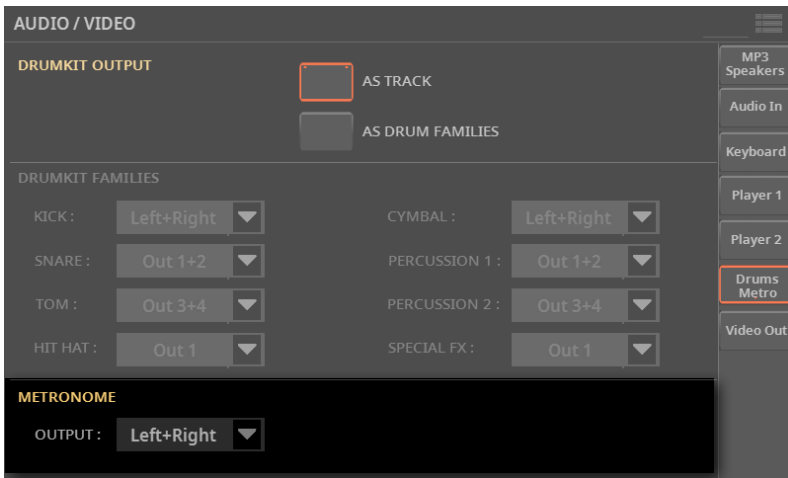 AUDIO / VIDEO
DRUMKIT OUTPUT
AS TRACK
AS DRUM FAMILIES
DRUMKIT FAMILIES
KICK : Left+Right CYMBAL : Left+Right
SNARE : Out 1+2 PERCUSSION 1 : Out 1+2
TOM : Out 3+4 PERCUSSION 2 : Out 3+4
HIT HAT : Out 1 SPECIAL FX : Out 1
METRONOME
OUTPUT : Left+Right
MP3
Speakers
Audio In
Keyboard
Player 1
Player 2
Drums
Metro
Video Out